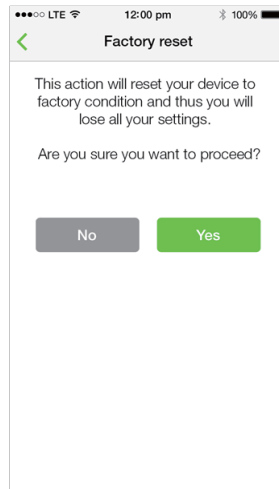 LTE 12:00 pm 100%
Factory reset
This action will reset your device to
factory condition and thus you will
lose all your settings.
Are you sure you want to proceed?
No Yes